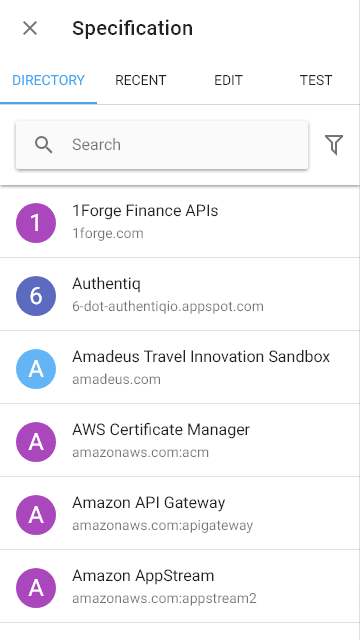 Specification
DIRECTORY RECENT EDIT TEST
Search
1 1Forge Finance APIs
1forge.com
6 Authentiq
6-dot-authentiqio.appspot.com
A Amadeus Travel Innovation Sandbox
amadeus.com
A AWS Certificate Manager
amazonaws.com:acm
A Amazon API Gateway
amazonaws.com:apigateway
A Amazon AppStream
amazonaws.com:appstream2